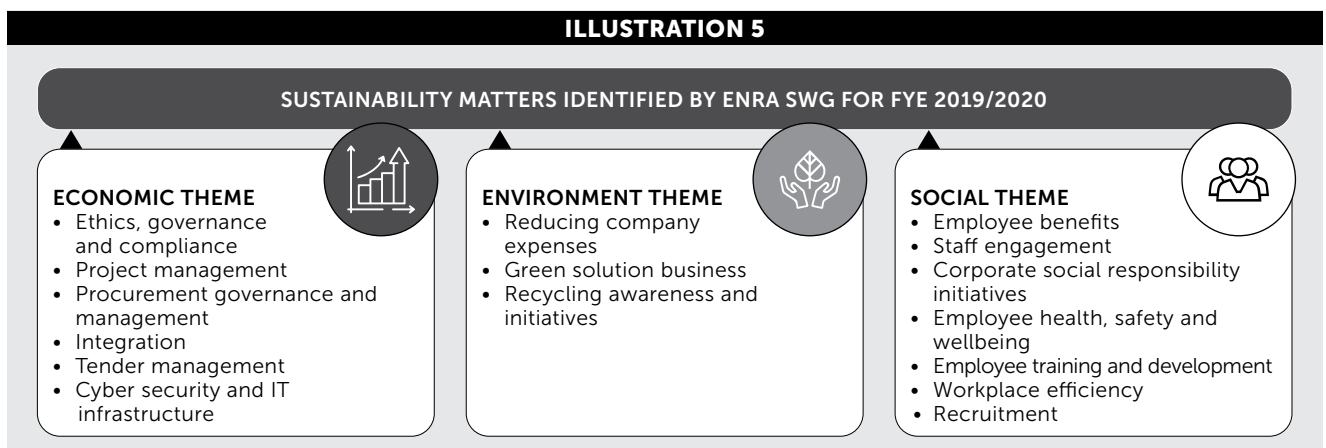 ILLUSTRATION 5
SUSTAINABILITY MATTERS IDENTIFIED BY ENRA SWG FOR FYE 2019/2020
ECONOMIC THEME
• Ethics, governance
and compliance
• Project management
• Procurement governance and
management
• Integration
• Tender management
• Cyber security and IT
infrastructure
ENVIRONMENT THEME
• Reducing company
expenses
• Green solution business
• Recycling awareness and
initiatives
SOCIAL THEME
• Employee benefits
• Staff engagement
• Corporate social responsibility
initiatives
• Employee health, safety and
wellbeing
• Employee training and development
• Workplace efficiency
• Recruitment